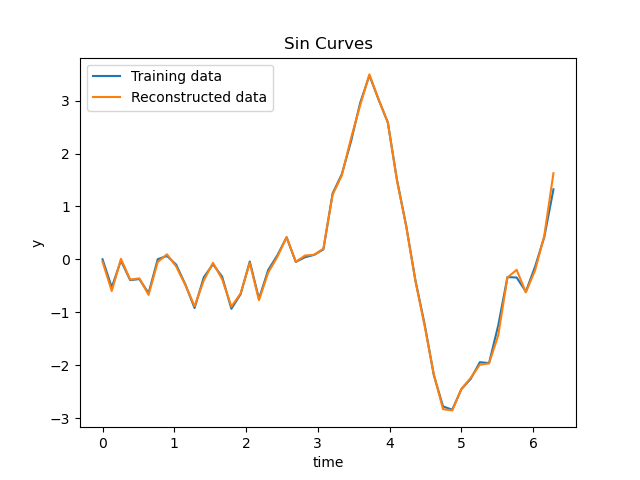 Sin Curves
Training data
Reconstructed data
3
2
1
0
−1
−2
−3
y
0 1 2 3 4 5 6
time